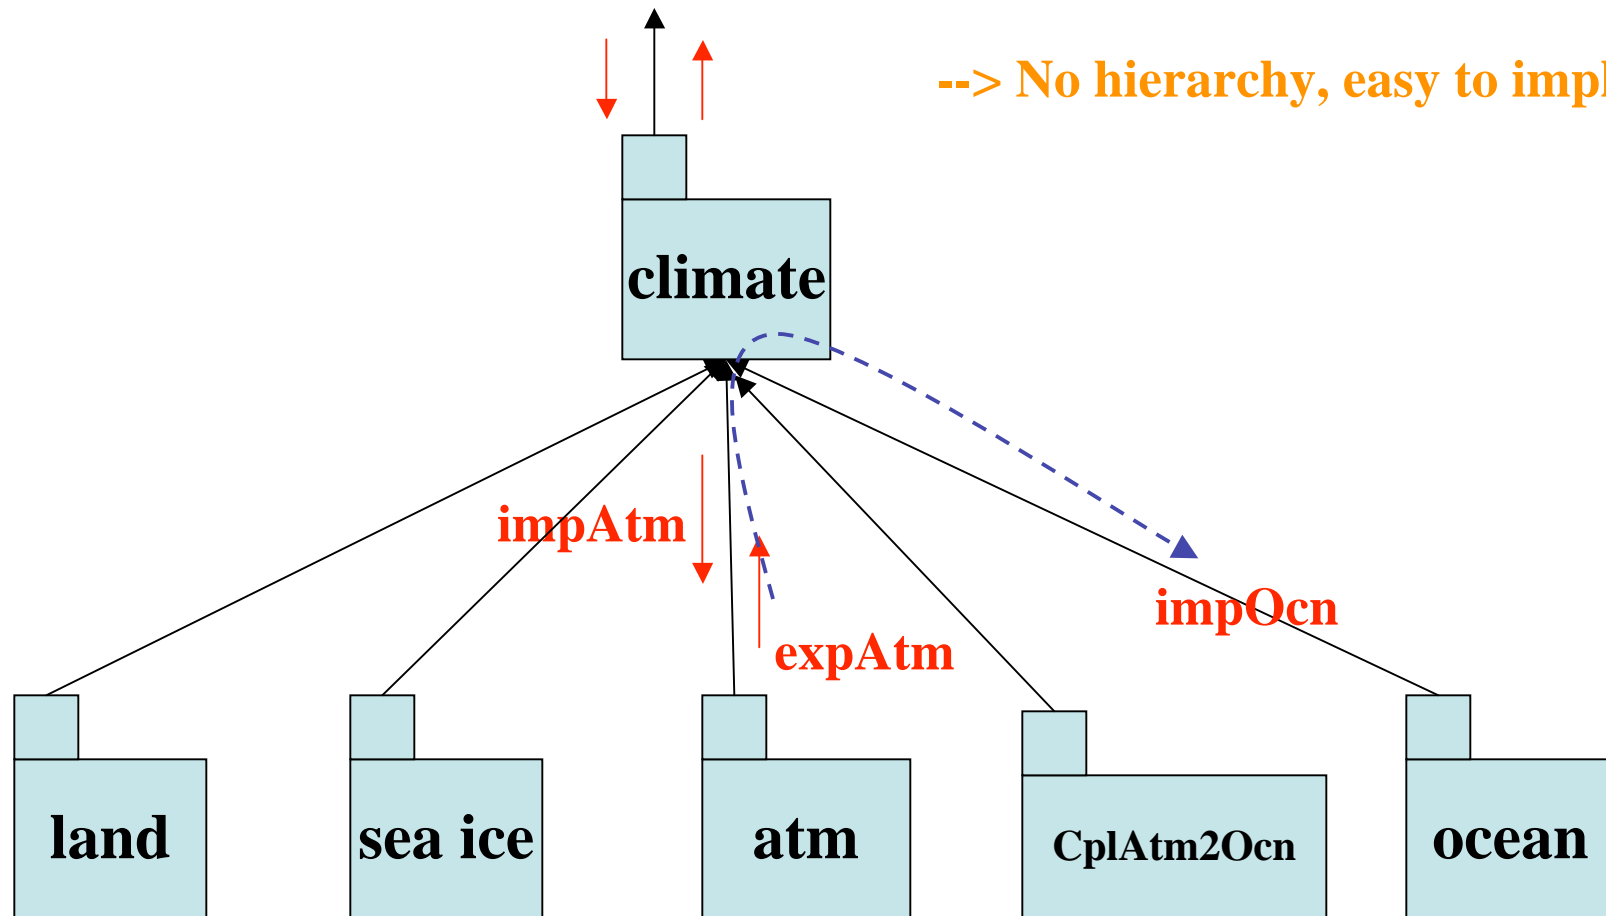 --> No hierarchy, easy to impl
climate
impAtm
impOcn
expAtm
land
sea ice
atm
CplAtm2Ocn
ocean